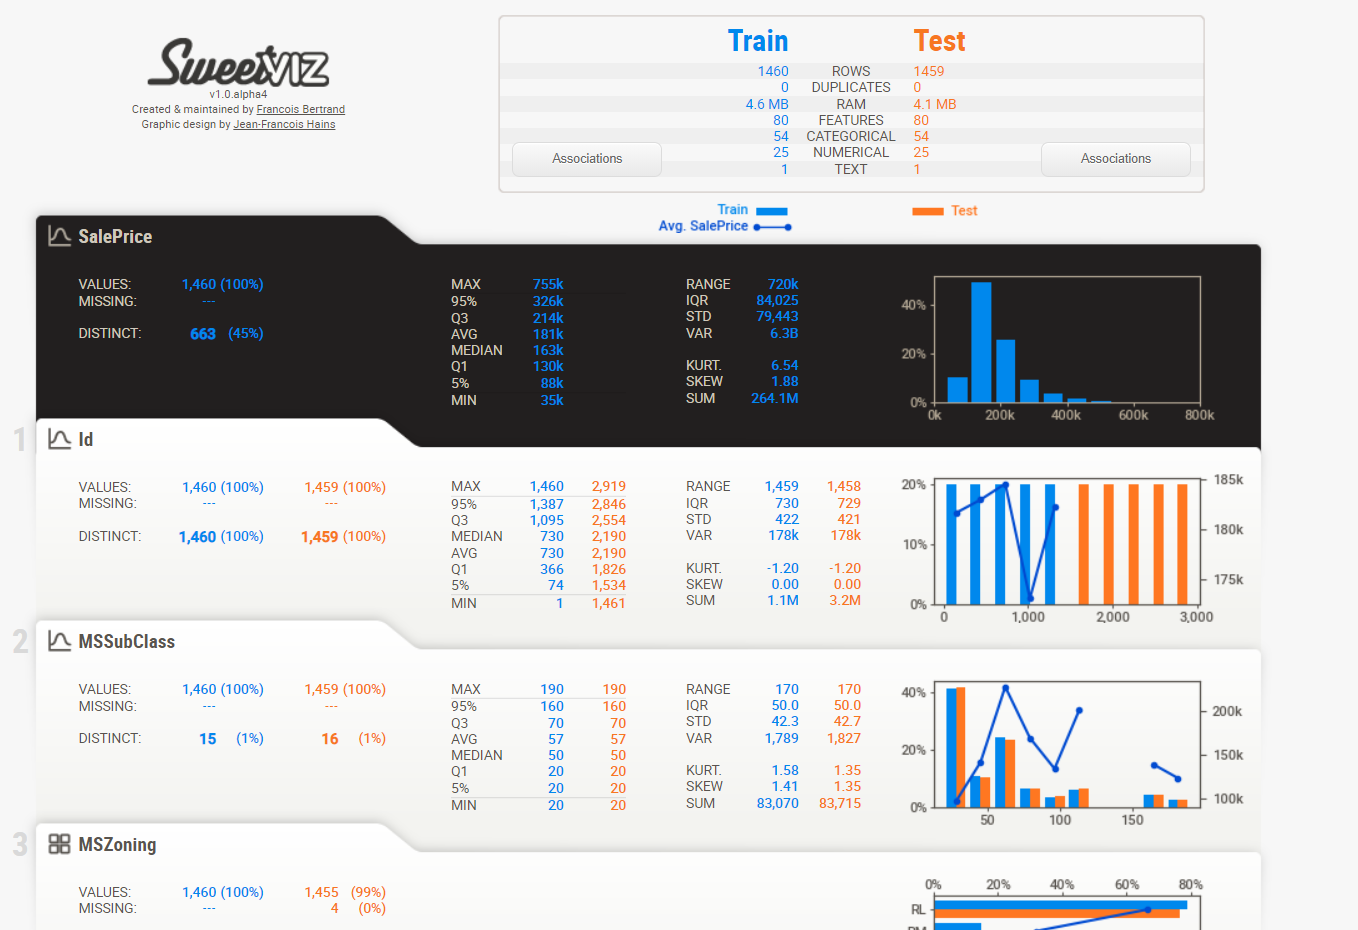 SweetVIZ
v1.0.alpha4
Created & maintained by Francois Bertrand
Graphic design by Jean-Francois Hains
Train Test
1460 ROWS 1459
0 DUPLICATES 0
4.6 MB RAM 4.1 MB
80 FEATURES 80
54 CATEGORICAL 54
25 NUMERICAL 25
1 TEXT 1
Associations Associations
Train Test
Avg. SalePrice
SalePrice
VALUES: 1,460 (100%)
MISSING: ---
DISTINCT: 663 (45%)
MAX 755k
95% 326k
Q3 214k
AVG 181k
MEDIAN 163k
Q1 130k
5% 88k
MIN 35k
RANGE 720k
IQR 84,025
STD 79,443
VAR 6.3B
KURT. 6.54
SKEW 1.88
SUM 264.1M
40%
20%
0%
0k 200k 400k 600k 800k
1 Id
VALUES: 1,460 (100%) 1,459 (100%)
MISSING: --- ---
DISTINCT: 1,460 (100%) 1,459 (100%)
MAX 1,460 2,919
95% 1,387 2,846
Q3 1,095 2,554
MEDIAN 730 2,190
AVG 730 2,190
Q1 366 1,826
5% 74 1,534
MIN 1 1,461
RANGE 1,459 1,458
IQR 730 729
STD 422 421
VAR 178k 178k
KURT. -1.20 -1.20
SKEW 0.00 0.00
SUM 1.1M 3.2M
20% 185k
180k
10%
175k
0%
0 1,000 2,000 3,000
2 MSSubClass
VALUES: 1,460 (100%) 1,459 (100%)
MISSING: --- ---
DISTINCT: 15 (1%) 16 (1%)
MAX 190 190
95% 160 160
Q3 70 70
AVG 57 57
MEDIAN 50 50
Q1 20 20
5% 20 20
MIN 20 20
RANGE 170 170
IQR 50.0 50.0
STD 42.3 42.7
VAR 1,789 1,827
KURT. 1.58 1.35
SKEW 1.41 1.35
SUM 83,070 83,715
40%
200k
20% 150k
100k
0%
50 100 150
3 MSZoning
VALUES: 1,460 (100%) 1,455 (99%)
MISSING: --- 4 (0%)
0% 20% 40% 60% 80%
RL